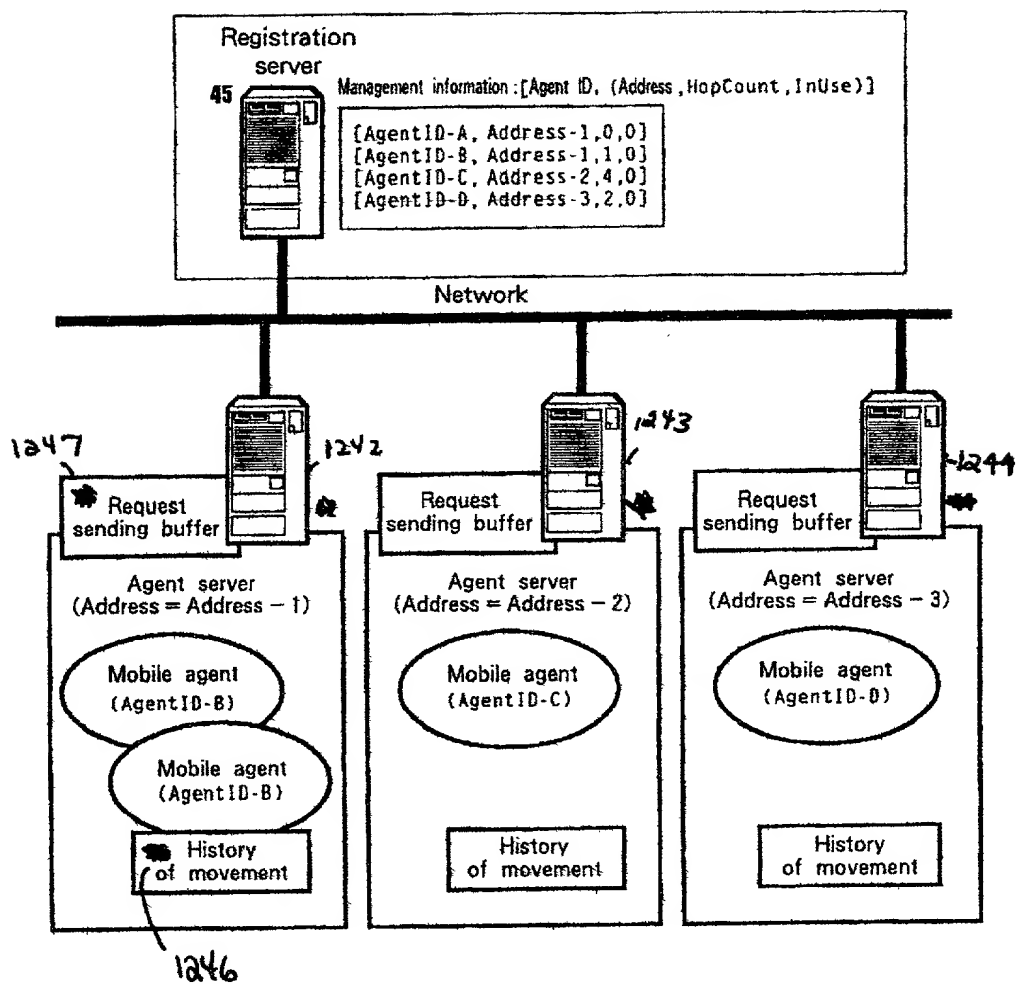 Registration
server
45
Management information :[Agent ID, (Address ,HopCount,InUse)]
[AgentID-A, Address-1,0,0]
[AgentID-B, Address-1,1,0]
[AgentID-C, Address-2,4,0]
[AgentID-D, Address-3,2,0]
Network
1247
1242
1243
1244
Request
sending buffer
Request
sending buffer
Request
sending buffer
Agent server
(Address = Address - 1)
Agent server
(Address = Address - 2)
Agent server
(Address = Address - 3)
Mobile agent
(AgentID-B)
Mobile agent
(AgentID-C)
Mobile agent
(AgentID-D)
Mobile agent
(AgentID-B)
History
of movement
History
of movement
History
of movement
1246